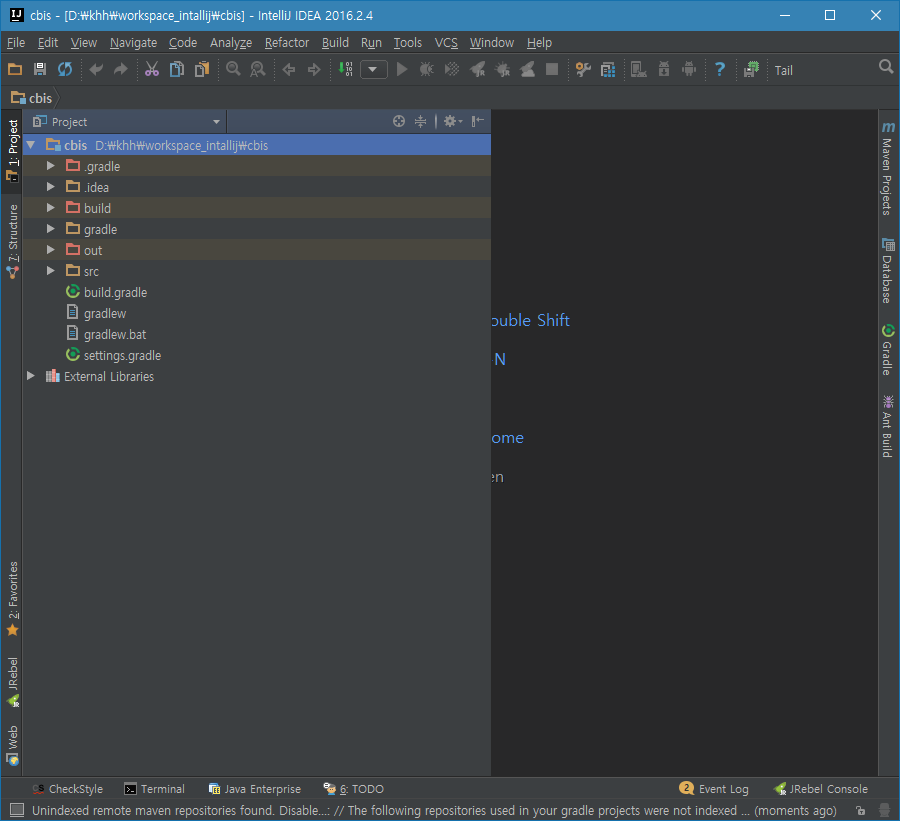 cbis - [D:₩khh₩workspace_intallij₩cbis] - IntelliJ IDEA 2016.2.4
File Edit View Navigate Code Analyze Refactor Build Run Tools VCS Window Help
Tail
cbis
Project
1: Project
7: Structure
2: Favorites
JRebel
Web
cbis D:₩khh₩workspace_intallij₩cbis
.gradle
.idea
build
gradle
out
src
build.gradle
gradlew
gradlew.bat
settings.gradle
External Libraries
ouble Shift
N
ome
en
Maven Projects
Database
Gradle
Ant Build
CheckStyle Terminal Java Enterprise 6: TODO 2 Event Log JRebel Console
Unindexed remote maven repositories found. Disable...: // The following repositories used in your gradle projects were not indexed ... (moments ago)